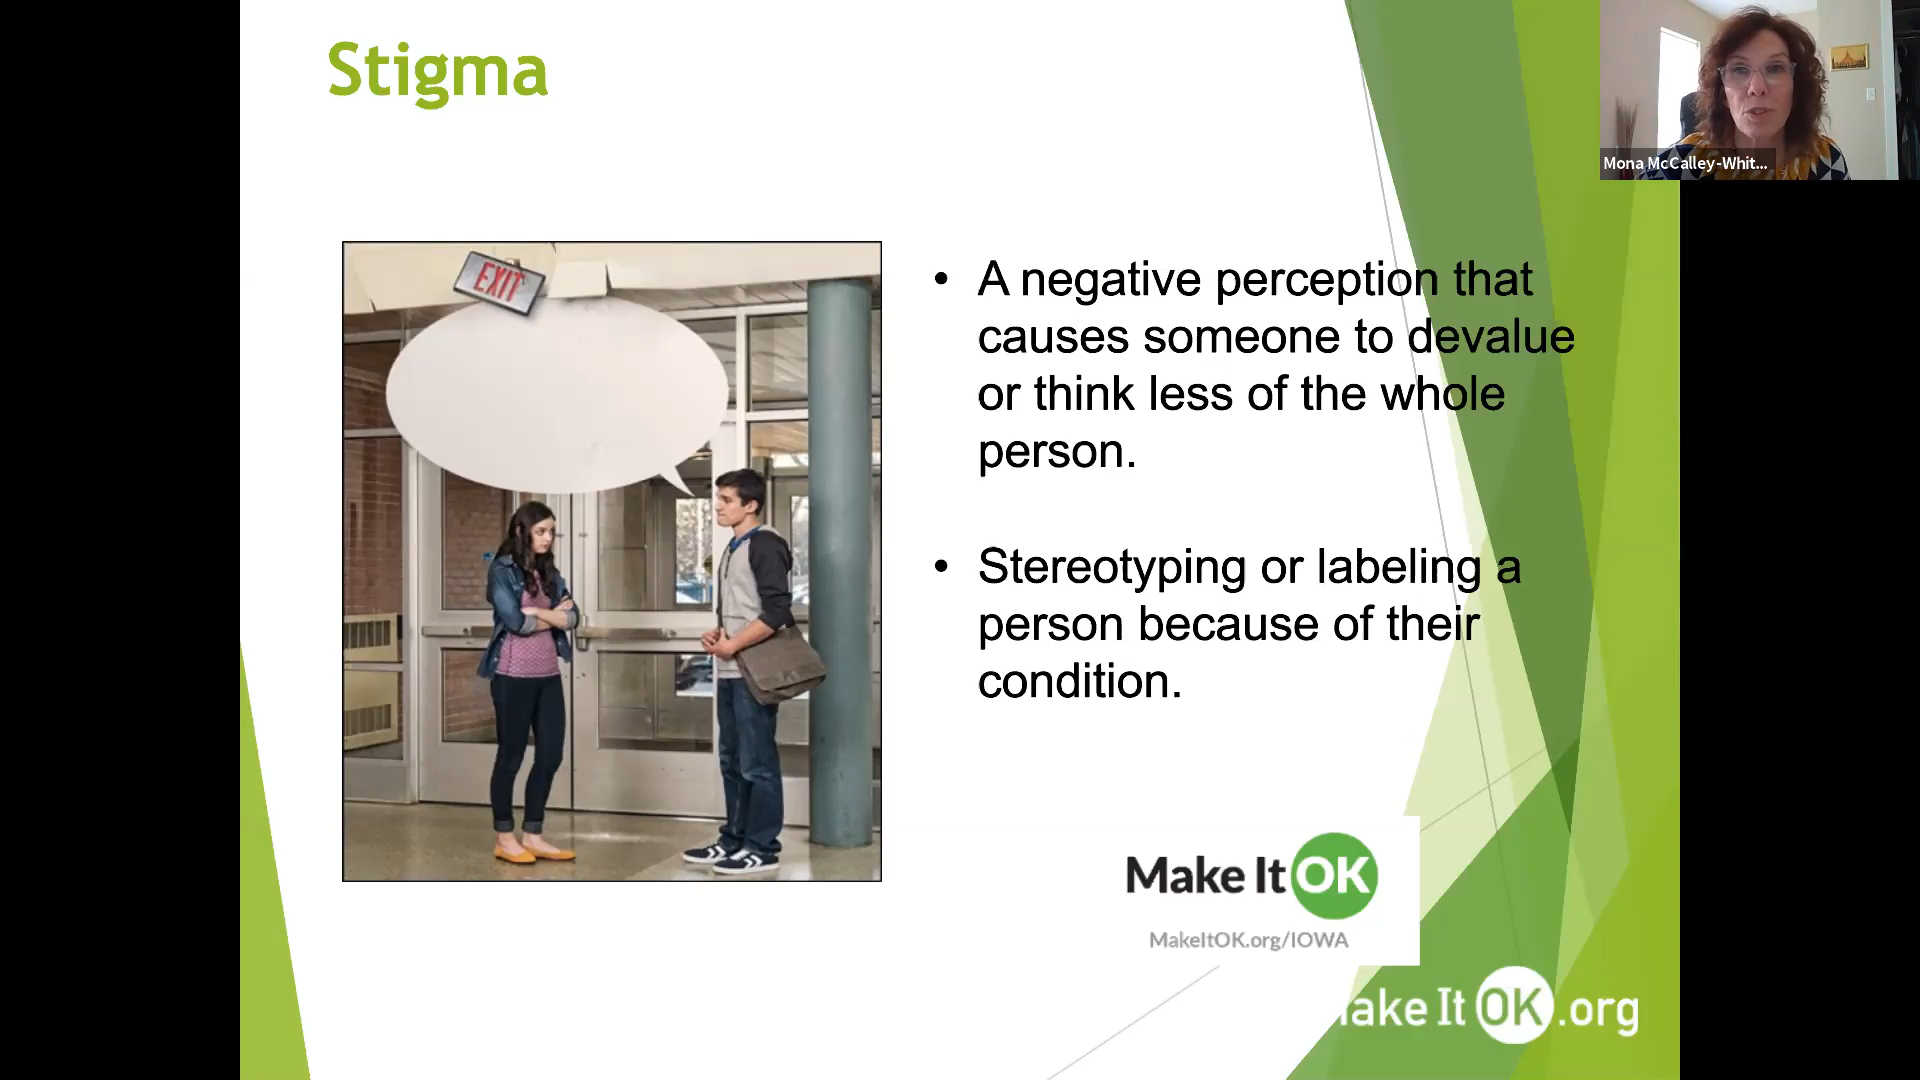 Stigma
Mona McCalley-Whit...
EXIT
• A negative perception that
causes someone to devalue
or think less of the whole
person.
• Stereotyping or labeling a
person because of their
condition.
Make It OK
MakeItOK.org/IOWA
ake It OK.org